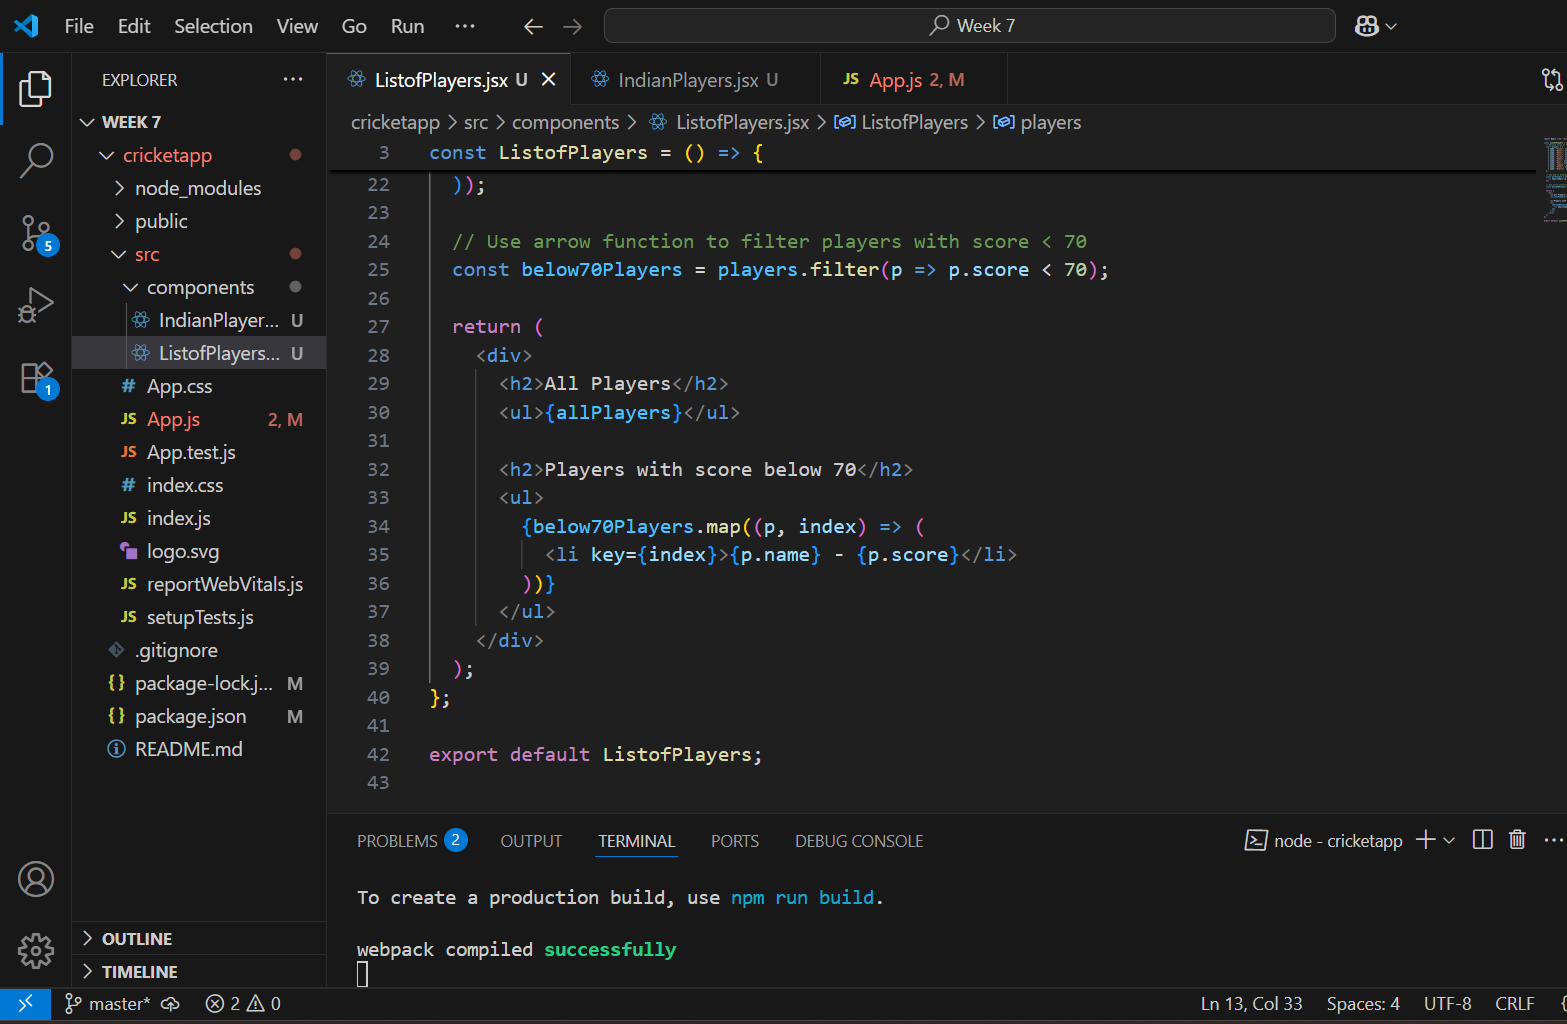 File Edit Selection View Go Run ··· Week 7
EXPLORER ···
WEEK 7
cricketapp
node_modules
public
src
components
IndianPlayer... U
ListofPlayers... U
# App.css
JS App.js 2, M
JS App.test.js
# index.css
JS index.js
logo.svg
JS reportWebVitals.js
JS setupTests.js
.gitignore
{} package-lock.j... M
{} package.json M
README.md
OUTLINE
TIMELINE
5
1
ListofPlayers.jsx U IndianPlayers.jsx U JS App.js 2, M
cricketapp > src > components > ListofPlayers.jsx > ListofPlayers > players
3 const ListofPlayers = () => {
22 ));
23
24 // Use arrow function to filter players with score < 70
25 const below70Players = players.filter(p => p.score < 70);
26
27 return (
28 <div>
29 <h2>All Players</h2>
30 <ul>{allPlayers}</ul>
31
32 <h2>Players with score below 70</h2>
33 <ul>
34 {below70Players.map((p, index) => (
35 <li key={index}>{p.name} - {p.score}</li>
36 ))}
37 </ul>
38 </div>
39 );
40 };
41
42 export default ListofPlayers;
43
PROBLEMS 2 OUTPUT TERMINAL PORTS DEBUG CONSOLE node - cricketapp ···
To create a production build, use npm run build.
webpack compiled successfully
master* 2 0 Ln 13, Col 33 Spaces: 4 UTF-8 CRLF {